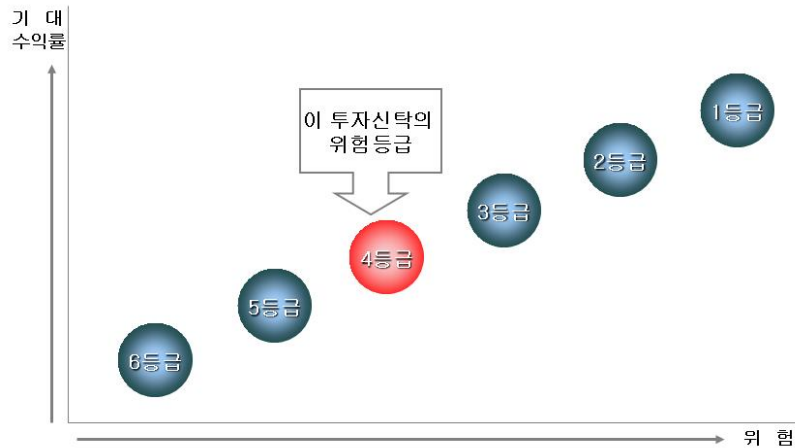 기 대
수익률
이 투자신탁의
위험등급
1등급
2등급
3등급
4등급
5등급
6등급
위 험